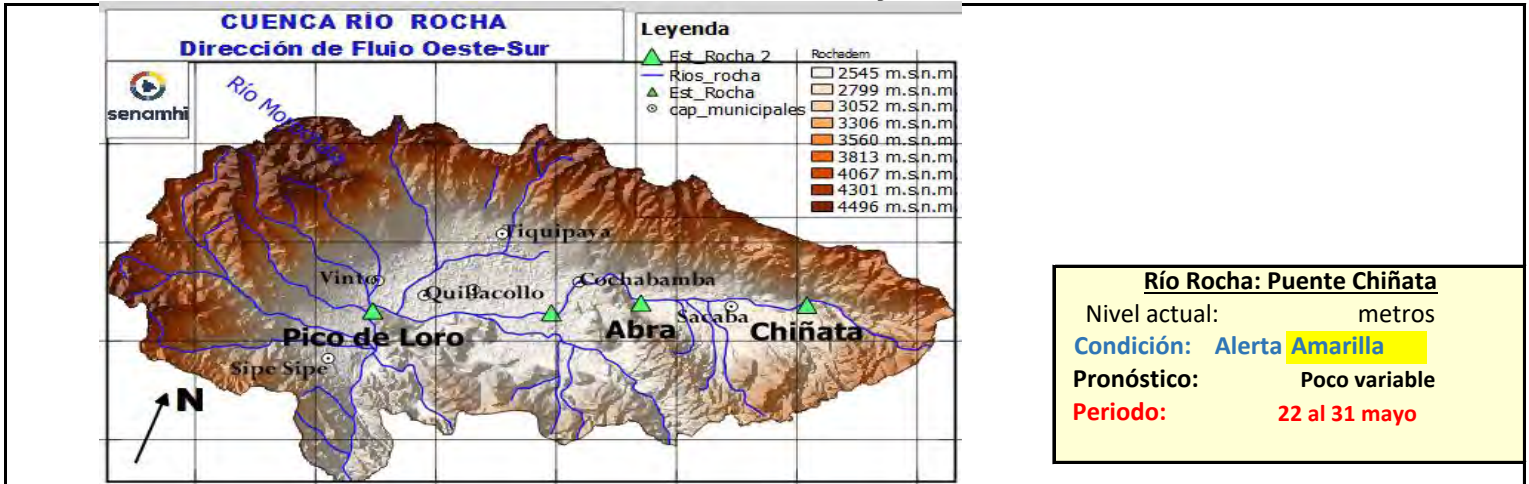 CUENCA RÍO ROCHA
Dirección de Flujo Oeste-Sur
senamhi
Leyenda
Est_Rocha 2
Rios_rocha
Est_Rocha
cap_municipales
Rochadem
2545 m.s.n.m.
2799 m.s.n.m.
3052 m.s.n.m.
3306 m.s.n.m.
3560 m.s.n.m.
3813 m.s.n.m.
4067 m.s.n.m.
4301 m.s.n.m.
4496 m.s.n.m.
Río Morochata
Tiquipaya
Vinto
Quillacollo
Cochabamba
Sacaba
Pico de Loro
Abra
Chiñata
Sipe Sipe
N
Río Rocha: Puente Chiñata
Nivel actual: metros
Condición: Alerta Amarilla
Pronóstico: Poco variable
Periodo: 22 al 31 mayo